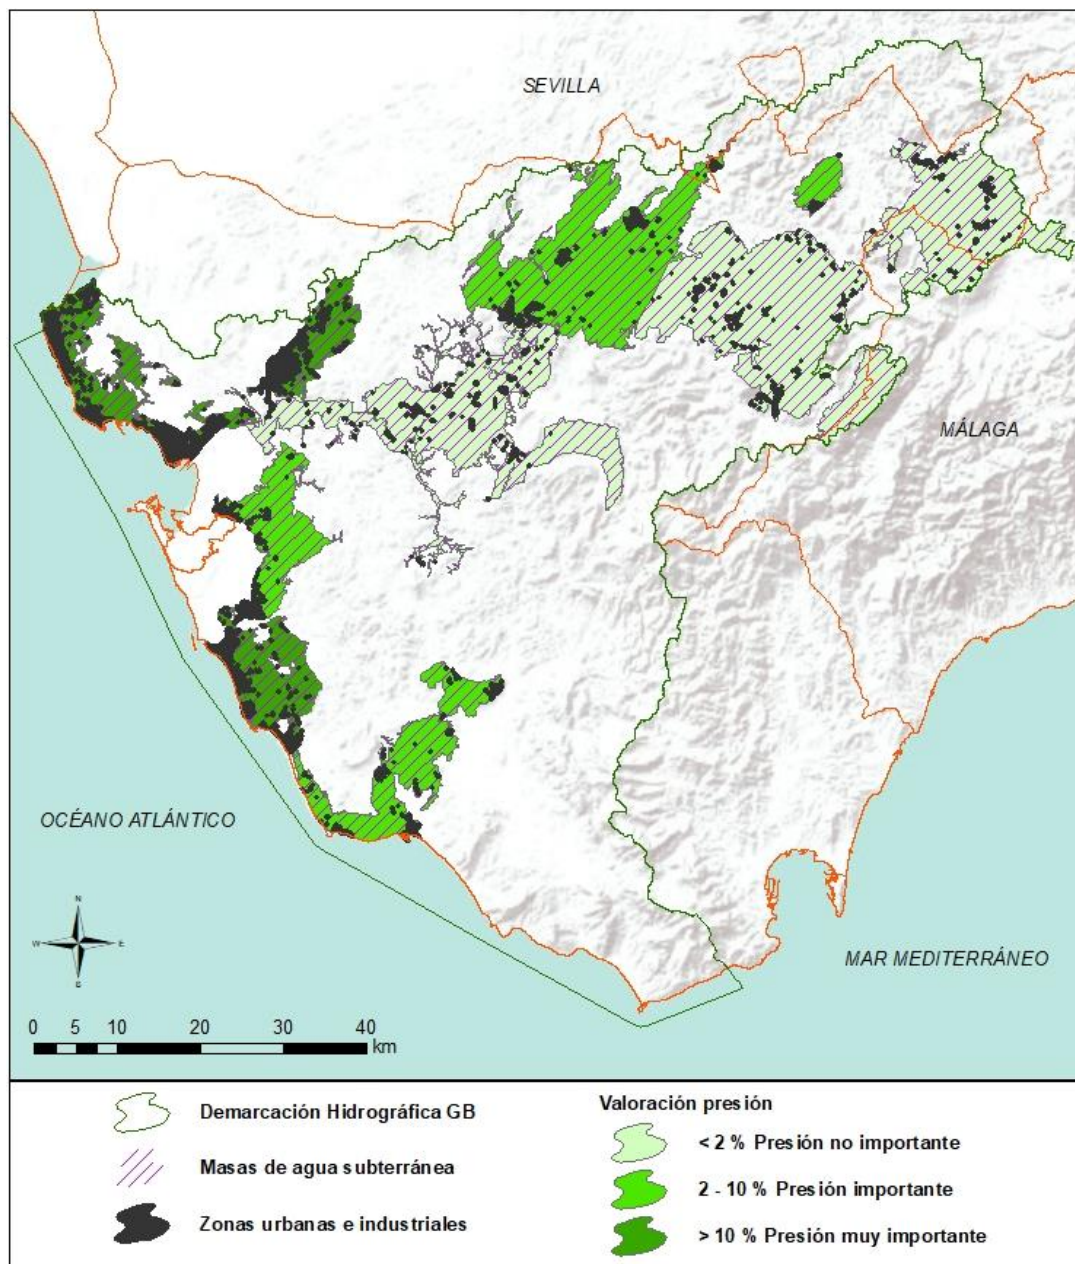 SEVILLA
MÁLAGA
OCÉANO ATLÁNTICO
MAR MEDITERRÁNEO
N
W E
S
0 5 10 20 30 40
km
Demarcación Hidrográfica GB
Masas de agua subterránea
Zonas urbanas e industriales
Valoración presión
< 2 % Presión no importante
2 - 10 % Presión importante
> 10 % Presión muy importante